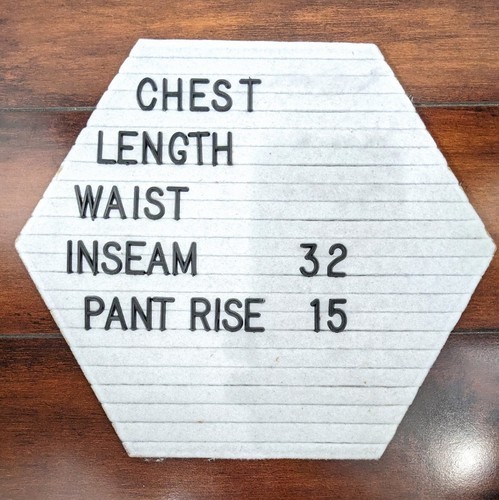 CHEST
LENGTH
WAIST
INSEAM 32
PANT RISE 15